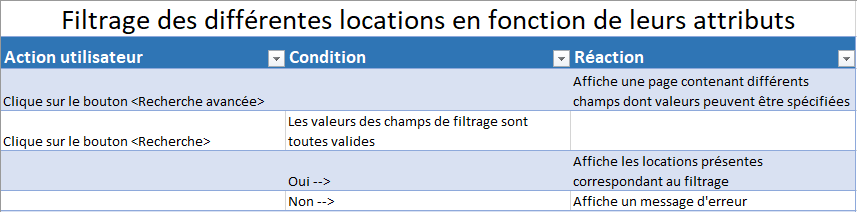 Filtrage des différentes locations en fonction de leurs attributs
Action utilisateur Condition Réaction
Affiche une page contenant différents
Clique sur le bouton <Recherche avancée> champs dont valeurs peuvent être spécifiées
Les valeurs des champs de filtrage sont
Clique sur le bouton <Recherche> toutes valides
Affiche les locations présentes
Oui --> correspondant au filtrage
Non --> Affiche un message d'erreur